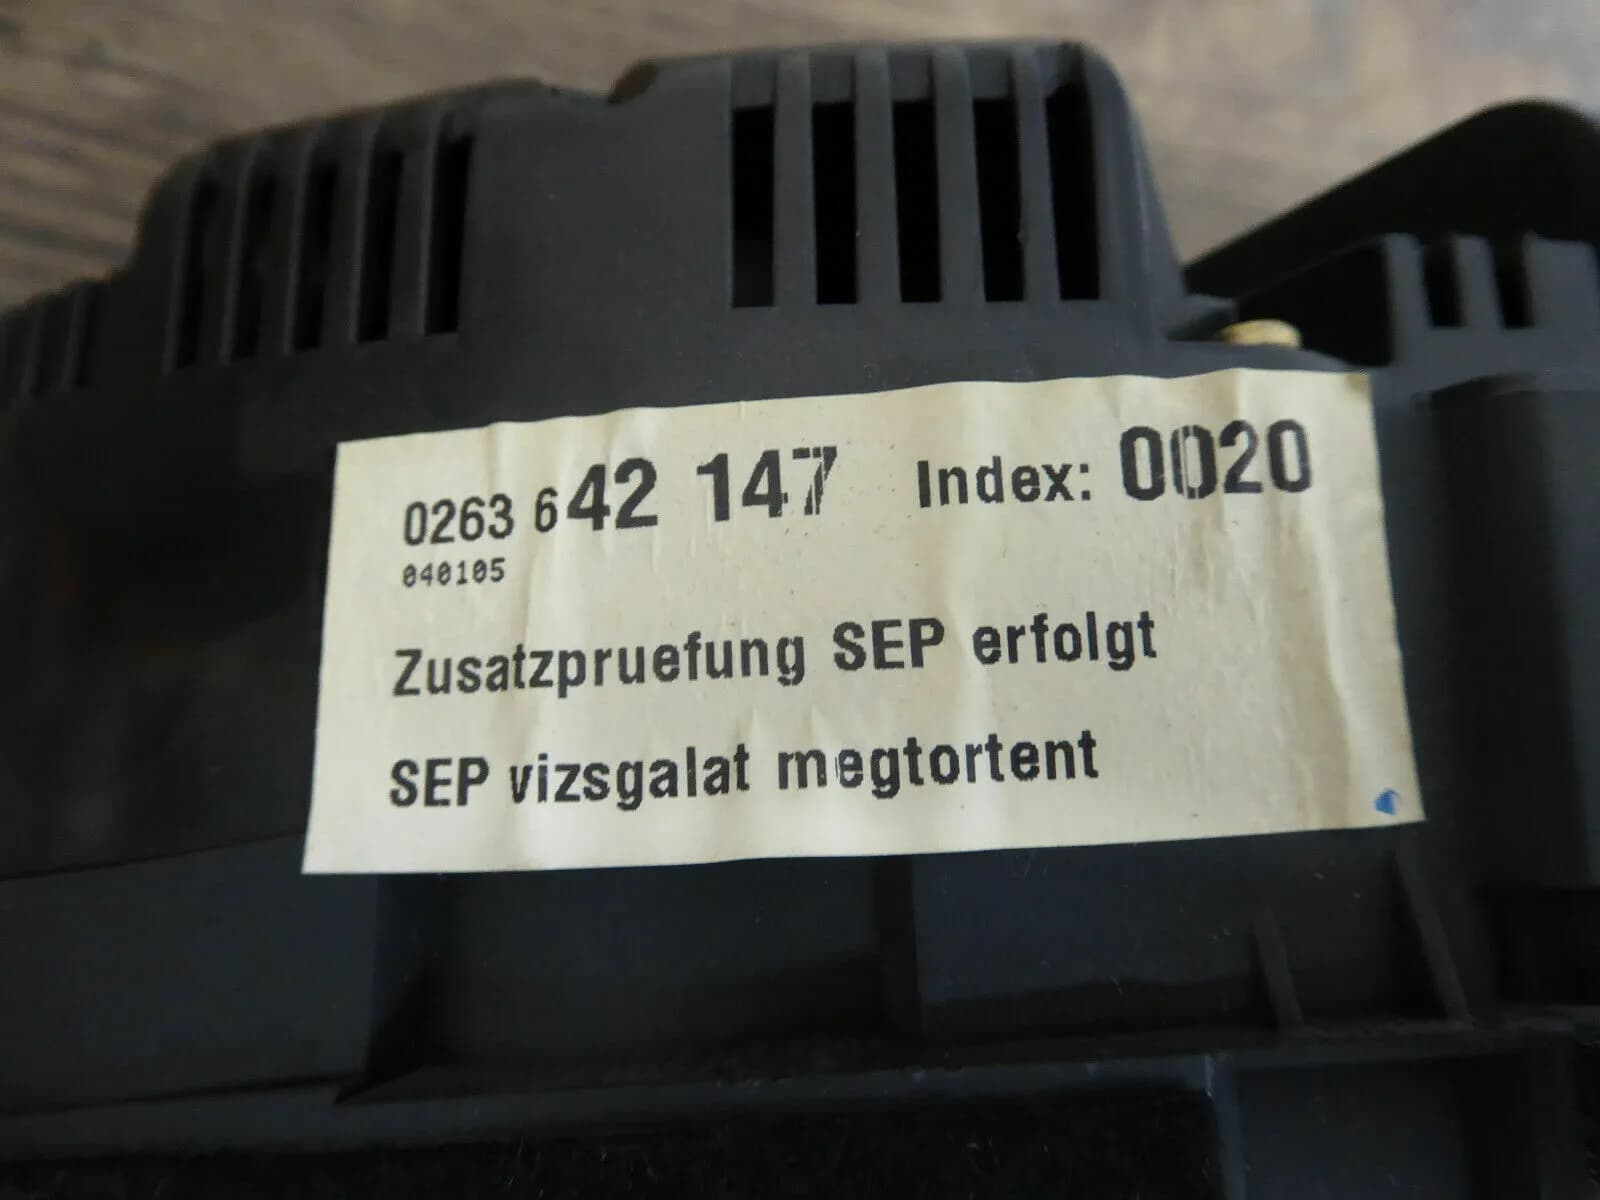 0263 642 147 Index: 0020
040105
Zusatzpruefung SEP erfolgt
SEP vizsgalat megtortent